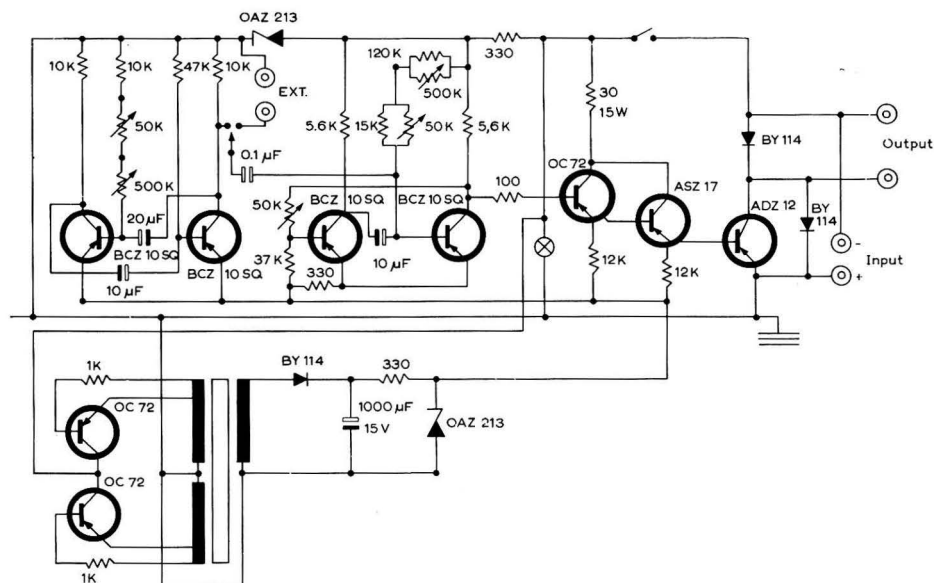 OAZ 213
10K
10K
47K
10K
EXT.
50K
500K
0.1 µF
20µF
BCZ 10 SQ
BCZ 10 SQ
10 µF
120K
500K
330
5.6K
15K
50K
5,6K
50K
BCZ 10 SQ
BCZ 10 SQ
100
10 µF
37K
330
30
15W
OC 72
ASZ 17
12K
12K
BY 114
ADZ 12
BY 114
Output
-
Input
+
1K
OC 72
OC 72
1K
BY 114
330
1000 µF
15 V
OAZ 213